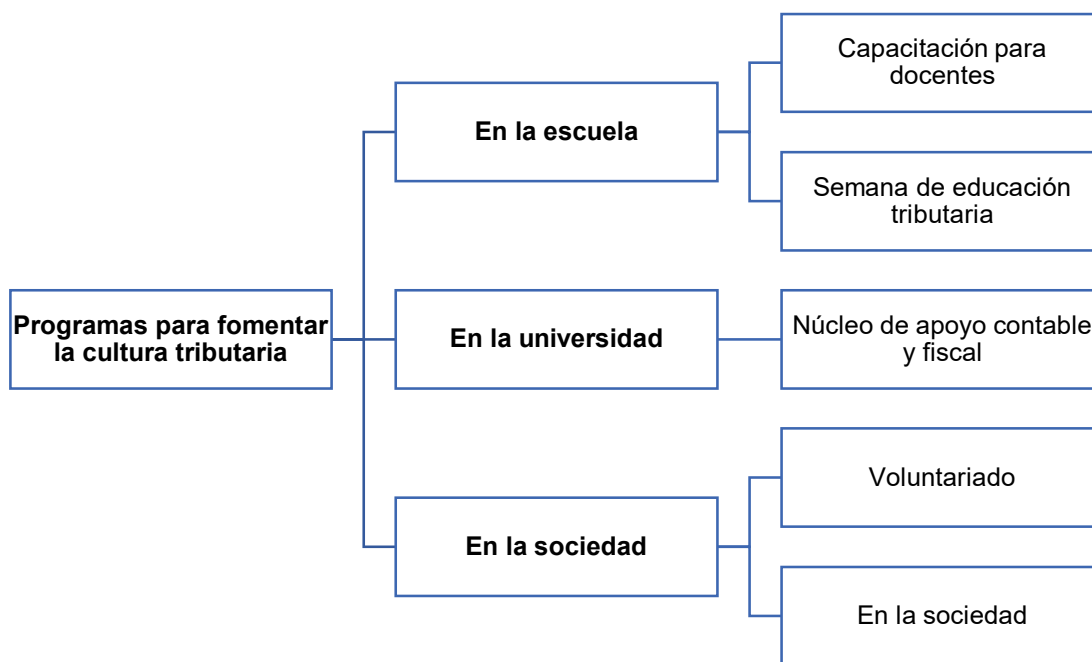 Programas para fomentar
la cultura tributaria
En la escuela
Capacitación para
docentes
Semana de educación
tributaria
En la universidad
Núcleo de apoyo contable
y fiscal
En la sociedad
Voluntariado
En la sociedad